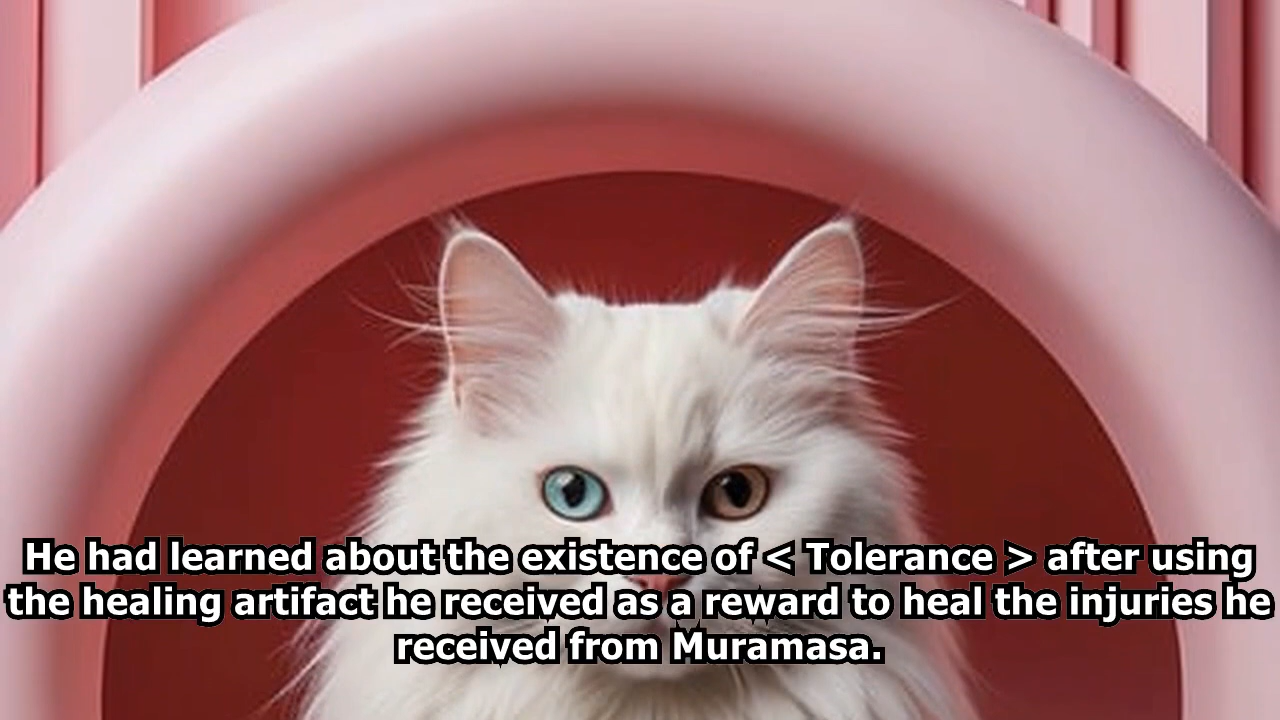 He had learned about the existence of < Tolerance > after using
the healing artifact he received as a reward to heal the injuries he
received from Muramasa.